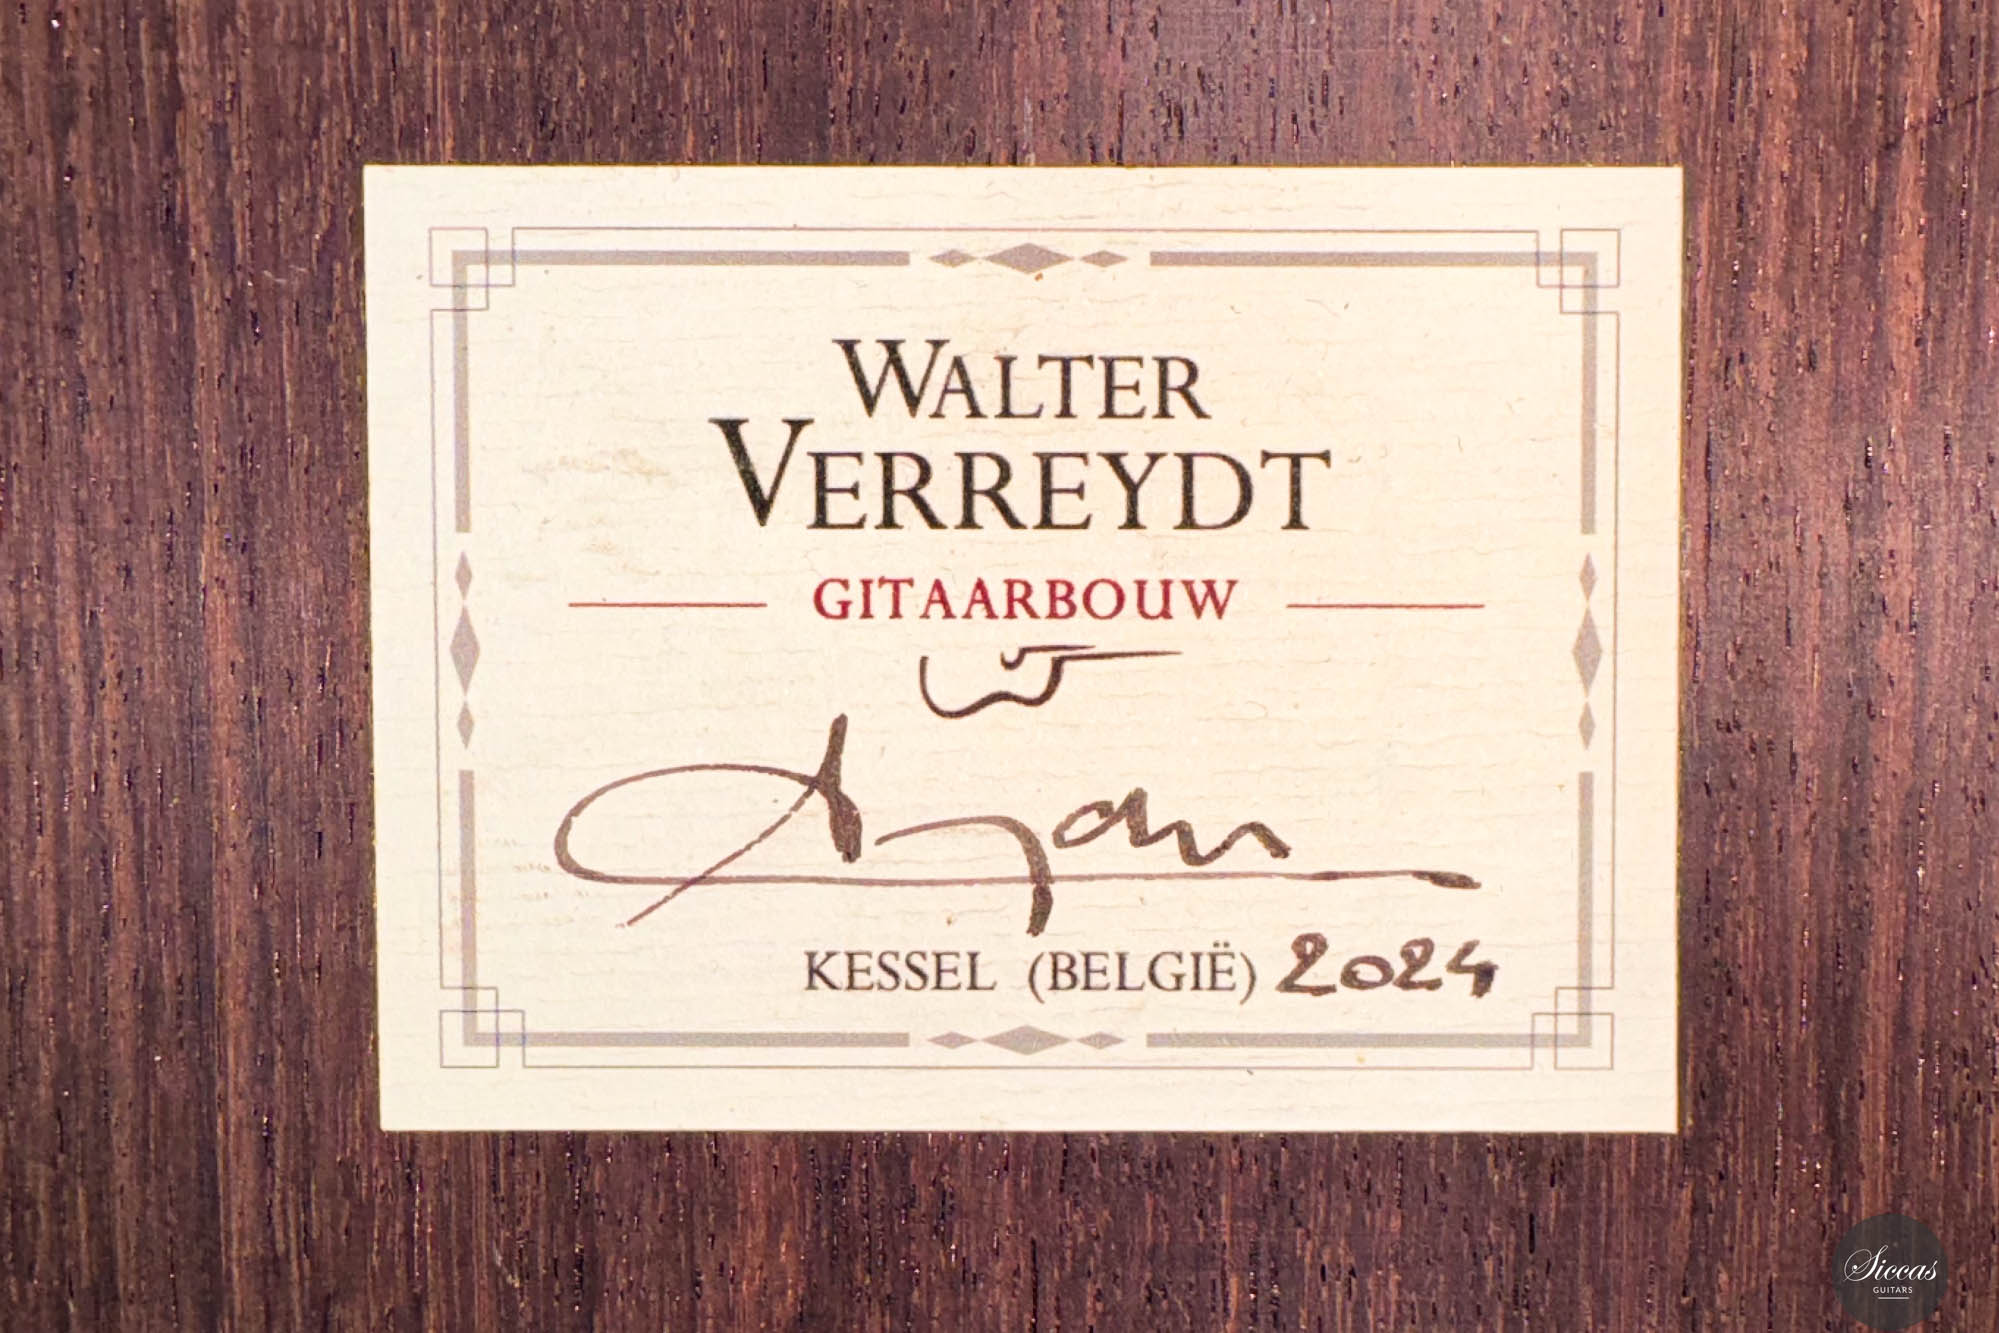 WALTER
VERREYDT
GITAARBOUW
KESSEL (BELGIË) 2024
Siccas
GUITARS